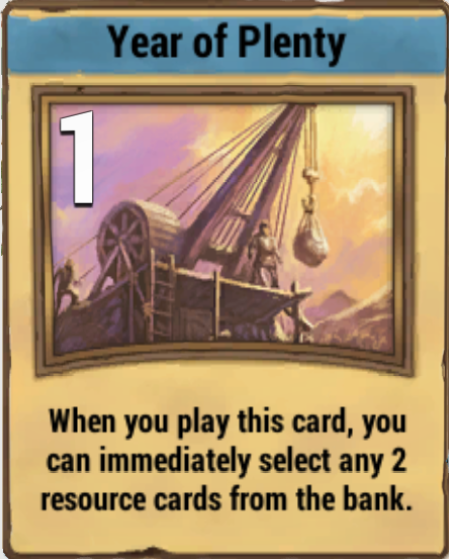 Year of Plenty
1
When you play this card, you
can immediately select any 2
resource cards from the bank.